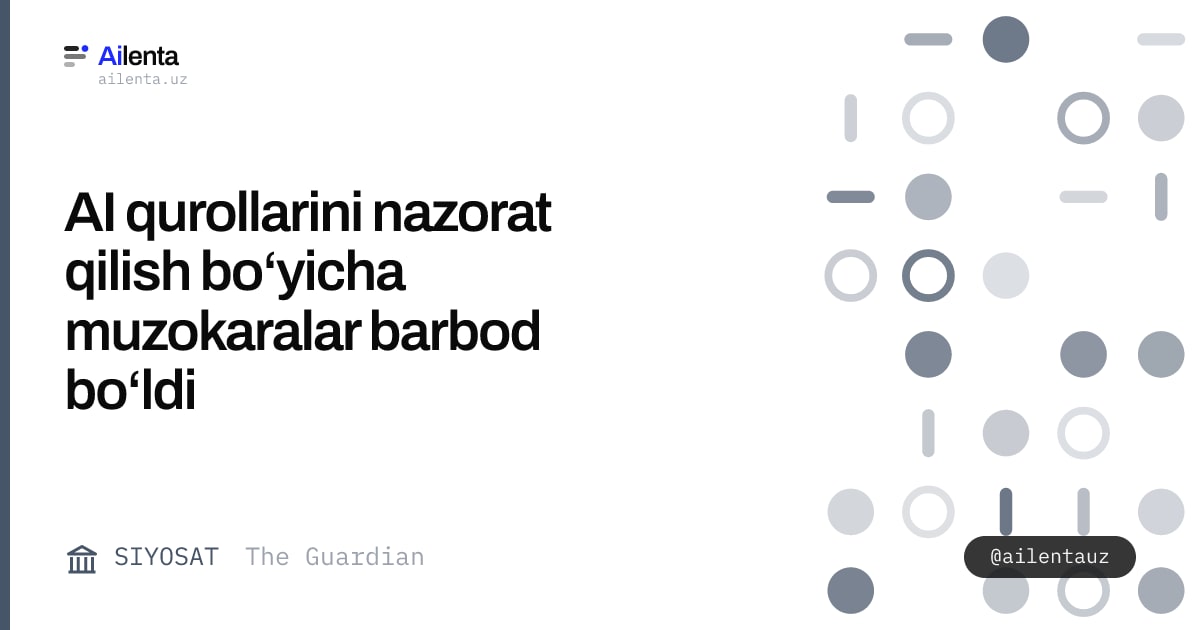 Ailenta
ailenta.uz
AI qurollarini nazorat
qilish bo‘yicha
muzokaralar barbod
bo‘ldi
SIYOSAT The Guardian
@ailentauz